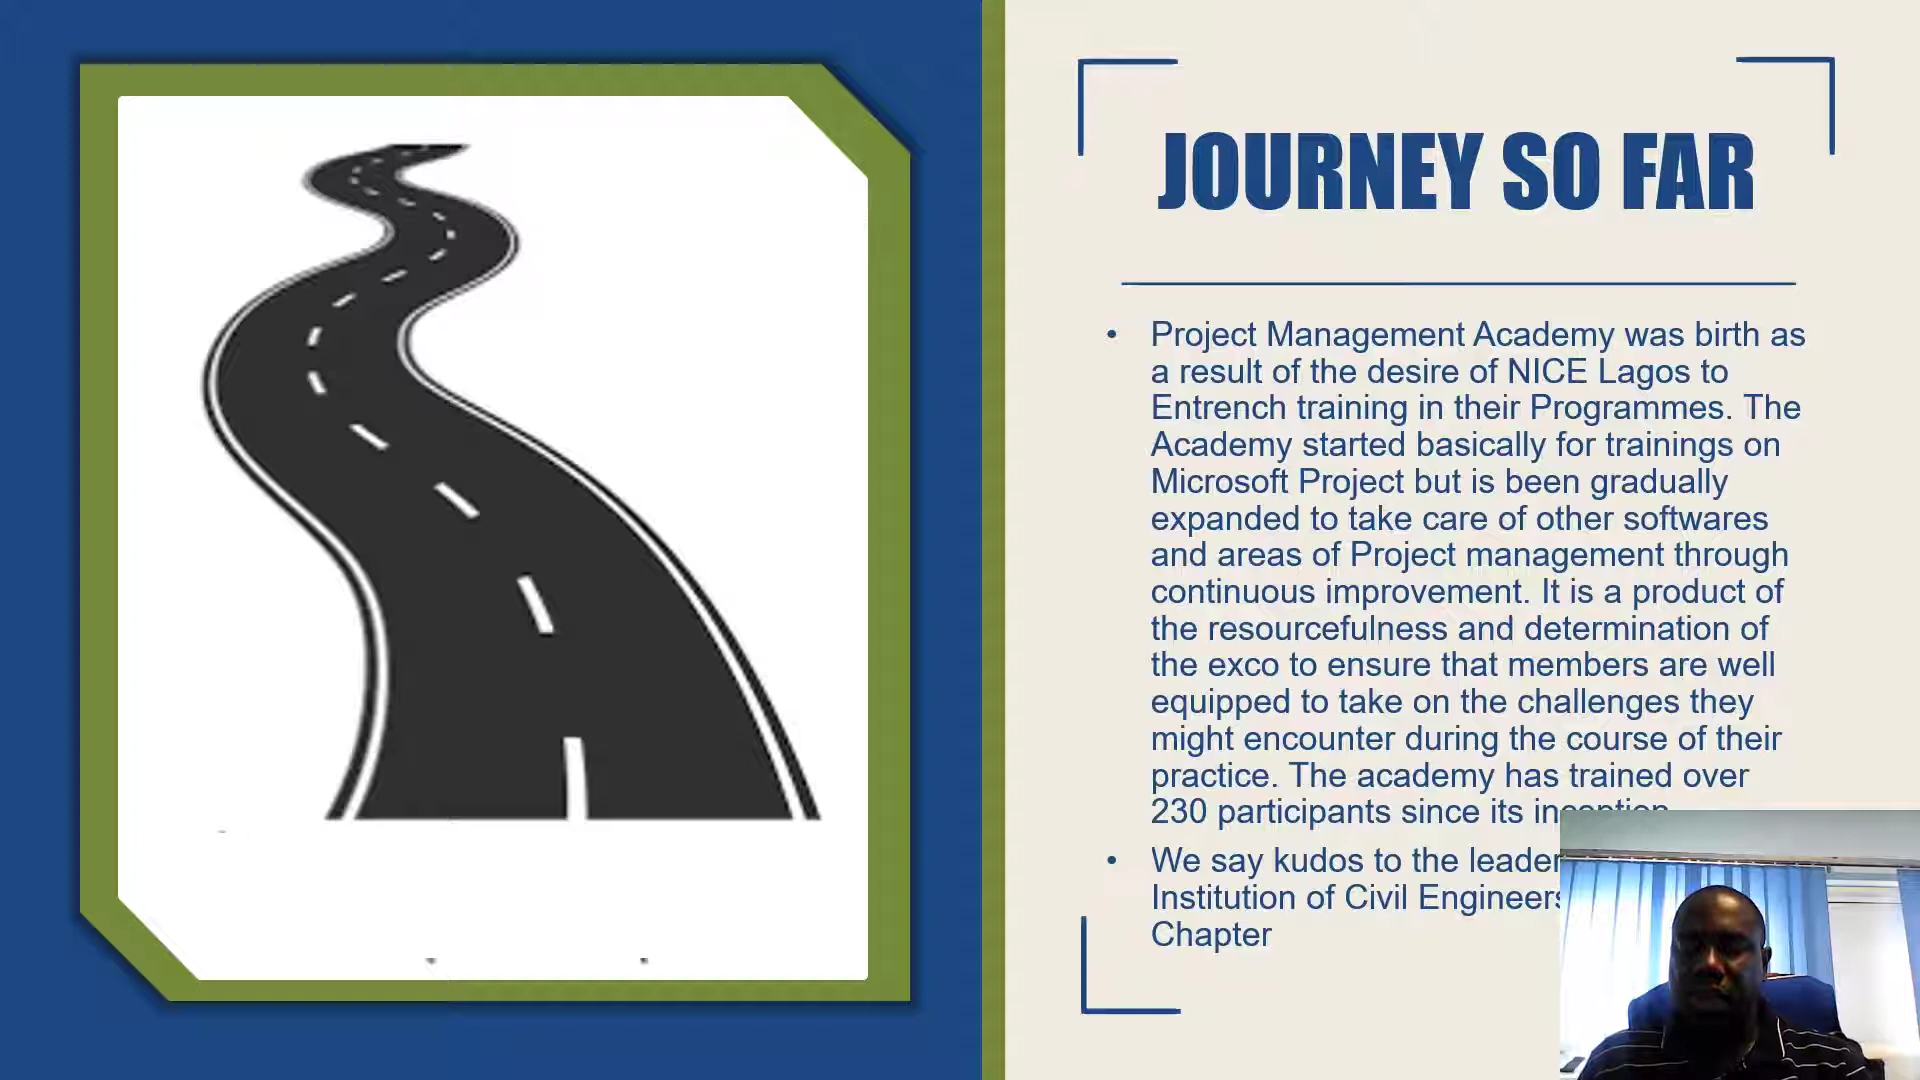 JOURNEY SO FAR
• Project Management Academy was birth as
a result of the desire of NICE Lagos to
Entrench training in their Programmes. The
Academy started basically for trainings on
Microsoft Project but is been gradually
expanded to take care of other softwares
and areas of Project management through
continuous improvement. It is a product of
the resourcefulness and determination of
the exco to ensure that members are well
equipped to take on the challenges they
might encounter during the course of their
practice. The academy has trained over
230 participants since its inception
• We say kudos to the
Institution of Civil Engineers
Chapter